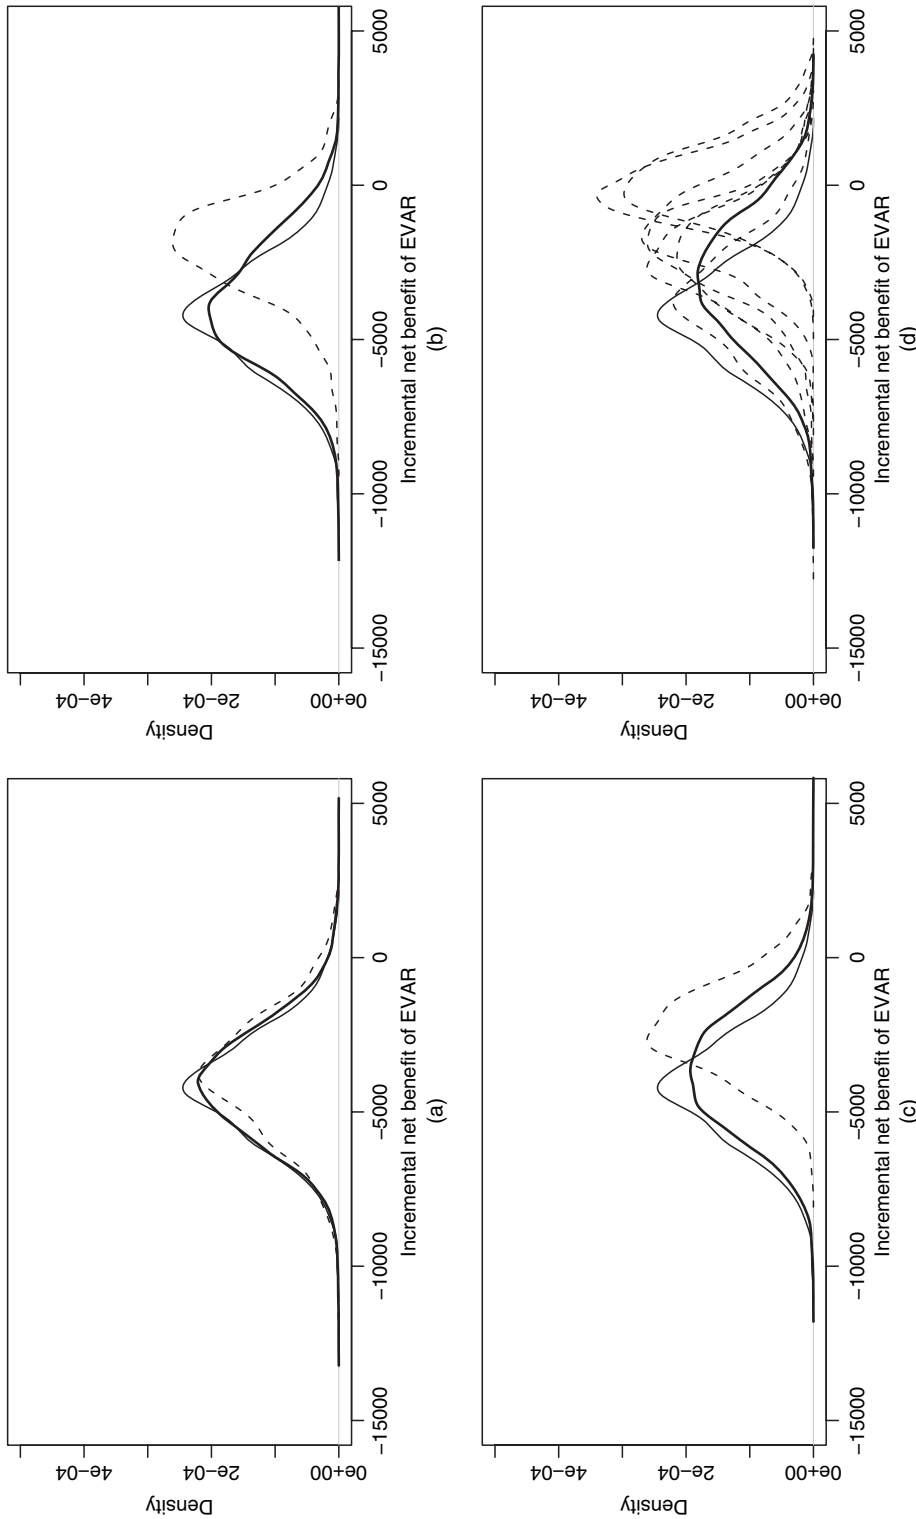 Density
0e+00
2e−04
4e−04
−15000
−10000
−5000
0
5000
Incremental net benefit of EVAR
(a)
Density
0e+00
2e−04
4e−04
−15000
−10000
−5000
0
5000
Incremental net benefit of EVAR
(b)
Density
0e+00
2e−04
4e−04
−15000
−10000
−5000
0
5000
Incremental net benefit of EVAR
(c)
Density
0e+00
2e−04
4e−04
−15000
−10000
−5000
0
5000
Incremental net benefit of EVAR
(d)